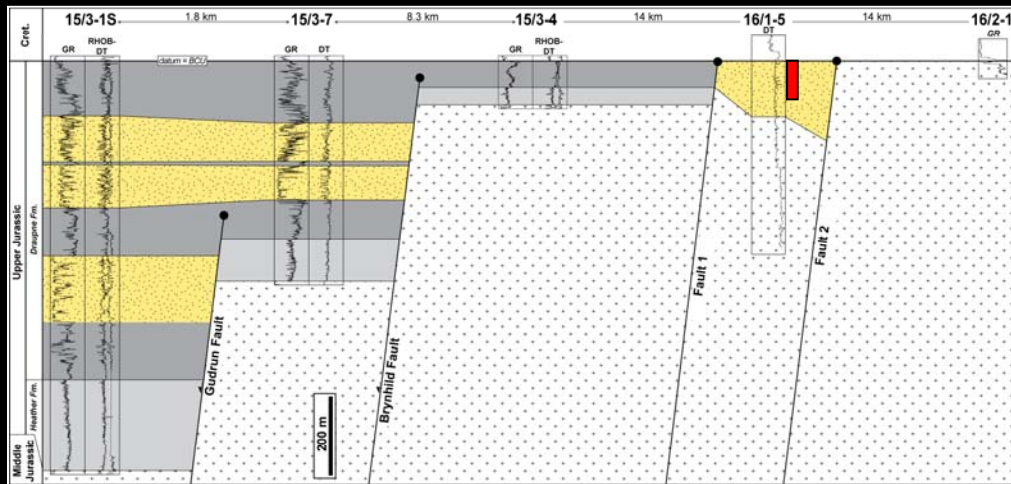 15/3-1S 1.8 km 15/3-7 8.3 km 15/3-4 14 km 16/1-5 14 km 16/2-1
Cret.
GR RHOB-DT
datum = BCU
GR DT
GR RHOB-DT
DT
GR
Upper Jurassic
Draupne Fm.
Heather Fm.
Middle Jurassic
Gudrun Fault
Brynhild Fault
Fault 1
Fault 2
200 m